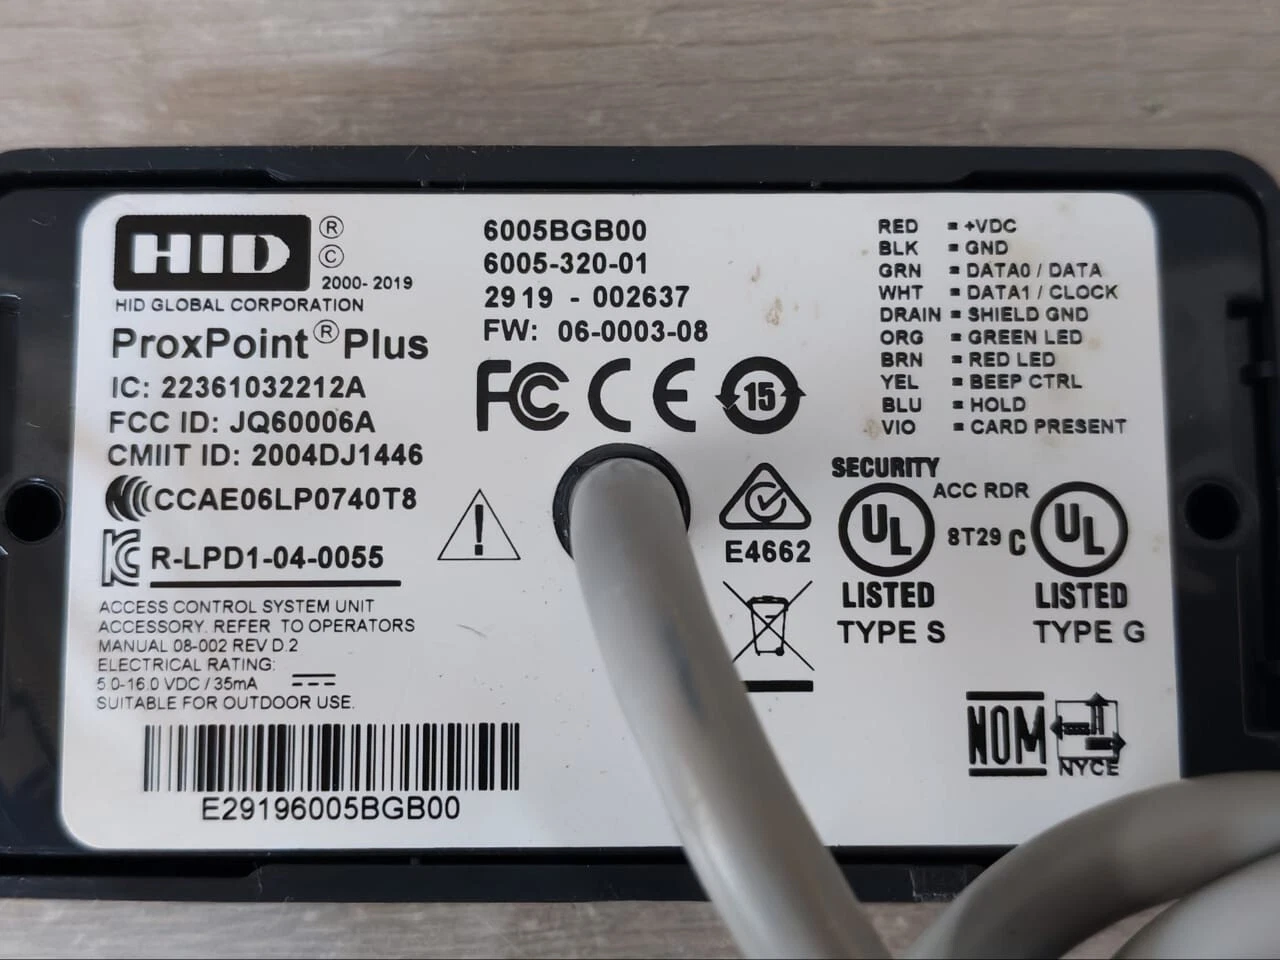 HID ®
©
2000-2019
HID GLOBAL CORPORATION
ProxPoint® Plus
IC: 22361032212A
FCC ID: JQ60006A
CMIIT ID: 2004DJ1446
CCAE06LP0740T8
R-LPD1-04-0055
ACCESS CONTROL SYSTEM UNIT
ACCESSORY. REFER TO OPERATORS
MANUAL 08-002 REV D.2
ELECTRICAL RATING:
5.0-16.0 VDC / 35mA
SUITABLE FOR OUTDOOR USE.
E29196005BGB00
6005BGB00
6005-320-01
2919 - 002637
FW: 06-0003-08
FC CE 15
!
E4662
RED = +VDC
BLK = GND
GRN = DATA0 / DATA
WHT = DATA1 / CLOCK
DRAIN = SHIELD GND
ORG = GREEN LED
BRN = RED LED
YEL = BEEP CTRL
BLU = HOLD
VIO = CARD PRESENT
SECURITY
ACC RDR
UL 8T29 C UL
LISTED LISTED
TYPE S TYPE G
NOM
NYCE